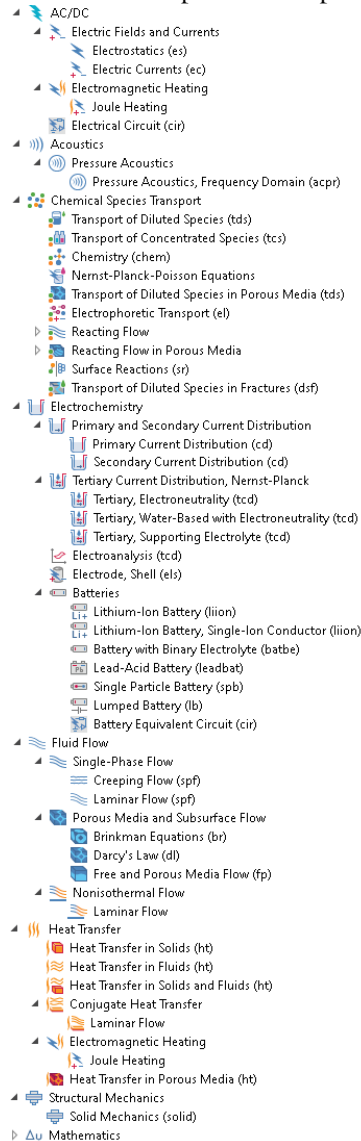 AC/DC
Electric Fields and Currents
Electrostatics (es)
Electric Currents (ec)
Electromagnetic Heating
Joule Heating
Electrical Circuit (cir)
Acoustics
Pressure Acoustics
Pressure Acoustics, Frequency Domain (acpr)
Chemical Species Transport
Transport of Diluted Species (tds)
Transport of Concentrated Species (tcs)
Chemistry (chem)
Nernst-Planck-Poisson Equations
Transport of Diluted Species in Porous Media (tds)
Electrophoretic Transport (el)
Reacting Flow
Reacting Flow in Porous Media
Surface Reactions (sr)
Transport of Diluted Species in Fractures (dsf)
Electrochemistry
Primary and Secondary Current Distribution
Primary Current Distribution (cd)
Secondary Current Distribution (cd)
Tertiary Current Distribution, Nernst-Planck
Tertiary, Electroneutrality (tcd)
Tertiary, Water-Based with Electroneutrality (tcd)
Tertiary, Supporting Electrolyte (tcd)
Electroanalysis (tcd)
Electrode, Shell (els)
Batteries
Li+ Lithium-Ion Battery (liion)
Li+ Lithium-Ion Battery, Single-Ion Conductor (liion)
Battery with Binary Electrolyte (batbe)
Pb Lead-Acid Battery (leadbat)
Single Particle Battery (spb)
Lumped Battery (lb)
Battery Equivalent Circuit (cir)
Fluid Flow
Single-Phase Flow
Creeping Flow (spf)
Laminar Flow (spf)
Porous Media and Subsurface Flow
Brinkman Equations (br)
Darcy's Law (dl)
Free and Porous Media Flow (fp)
Nonisothermal Flow
Laminar Flow
Heat Transfer
Heat Transfer in Solids (ht)
Heat Transfer in Fluids (ht)
Heat Transfer in Solids and Fluids (ht)
Conjugate Heat Transfer
Laminar Flow
Electromagnetic Heating
Joule Heating
Heat Transfer in Porous Media (ht)
Structural Mechanics
Solid Mechanics (solid)
Δu Mathematics